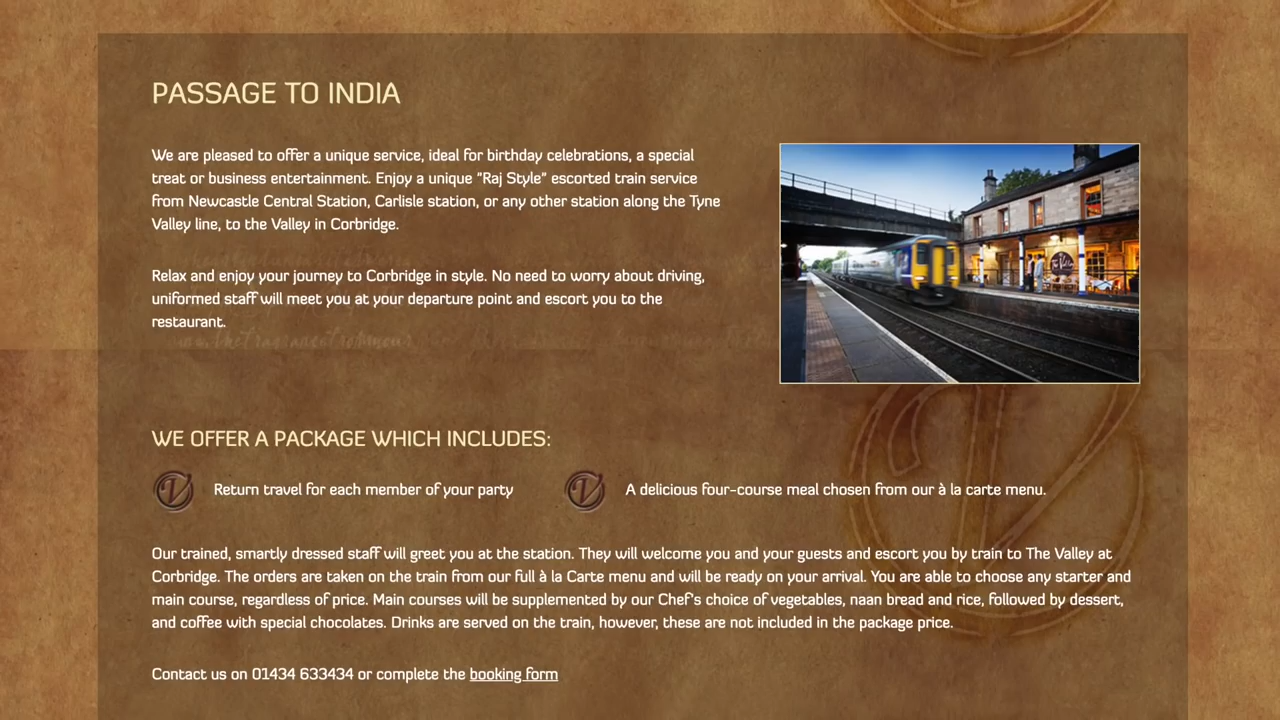 PASSAGE TO INDIA
We are pleased to offer a unique service, ideal for birthday celebrations, a special
treat or business entertainment. Enjoy a unique "Raj Style" escorted train service
from Newcastle Central Station, Carlisle station, or any other station along the Tyne
Valley line, to the Valley in Corbridge.
Relax and enjoy your journey to Corbridge in style. No need to worry about driving,
uniformed staff will meet you at your departure point and escort you to the
restaurant.
WE OFFER A PACKAGE WHICH INCLUDES:
Return travel for each member of your party
A delicious four-course meal chosen from our à la carte menu.
Our trained, smartly dressed staff will greet you at the station. They will welcome you and your guests and escort you by train to The Valley at
Corbridge. The orders are taken on the train from our full à la Carte menu and will be ready on your arrival. You are able to choose any starter and
main course, regardless of price. Main courses will be supplemented by our Chef's choice of vegetables, naan bread and rice, followed by dessert,
and coffee with special chocolates. Drinks are served on the train, however, these are not included in the package price.
Contact us on 01434 633434 or complete the booking form